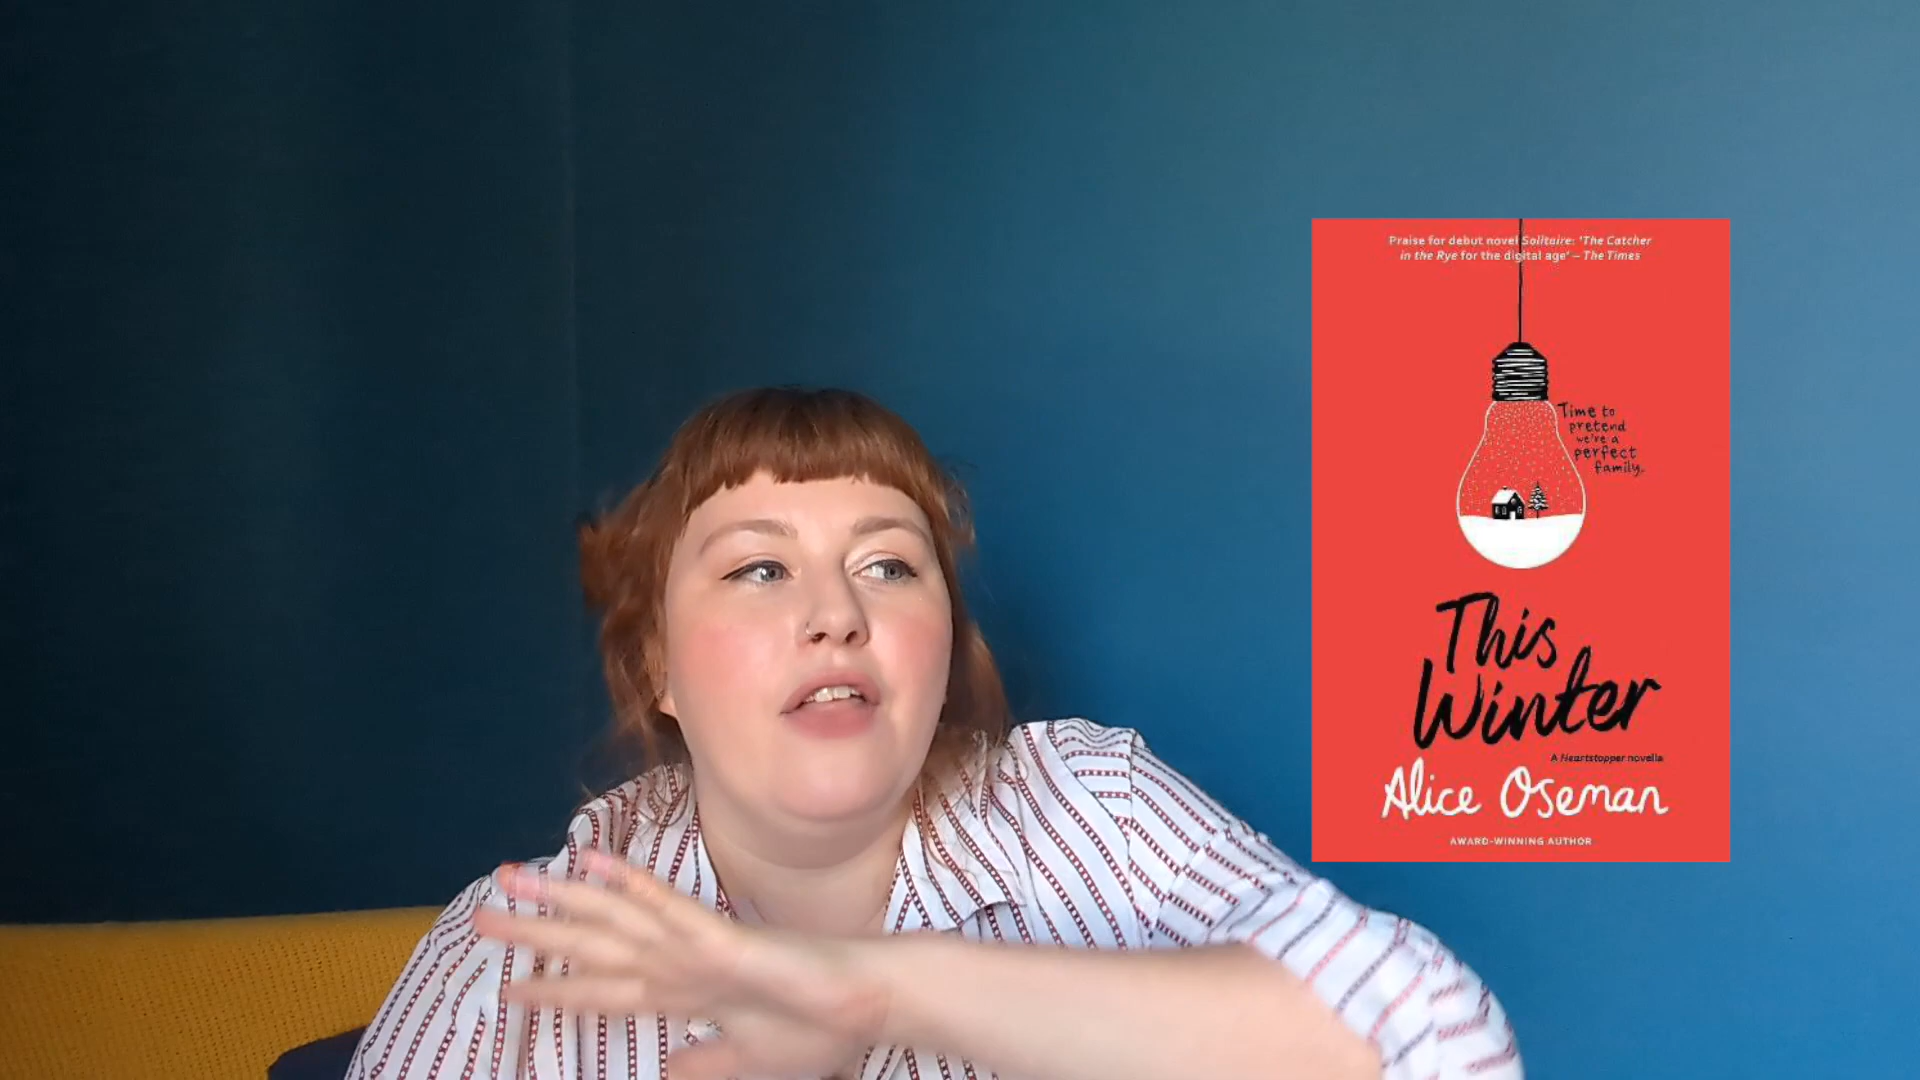 Praise for debut novel Solitaire: 'The Catcher
in the Rye for the digital age' – The Times
Time to
pretend
we're a
perfect
family.
This
Winter
A Heartstopper novella
Alice Oseman
AWARD-WINNING AUTHOR